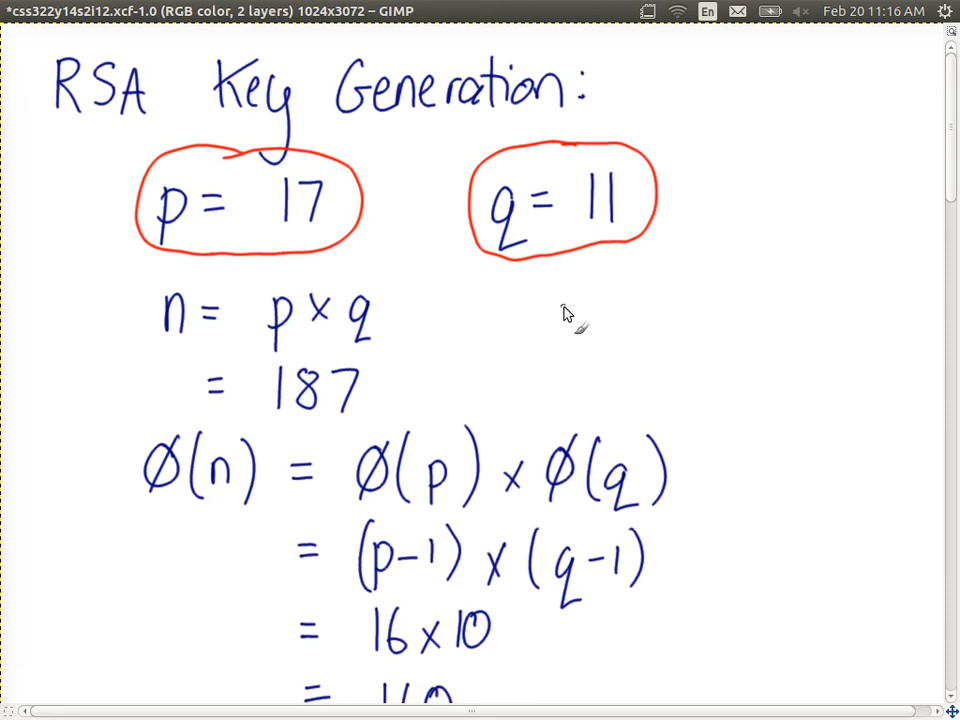 *css322y14s2i12.xcf-1.0 (RGB color, 2 layers) 1024x3072 – GIMP En Feb 20 11:16 AM
RSA Key Generation:
p = 17 q = 11
n = p × q
= 187
Ø(n) = Ø(p) × Ø(q)
= (p-1) × (q-1)
= 16 × 10
=